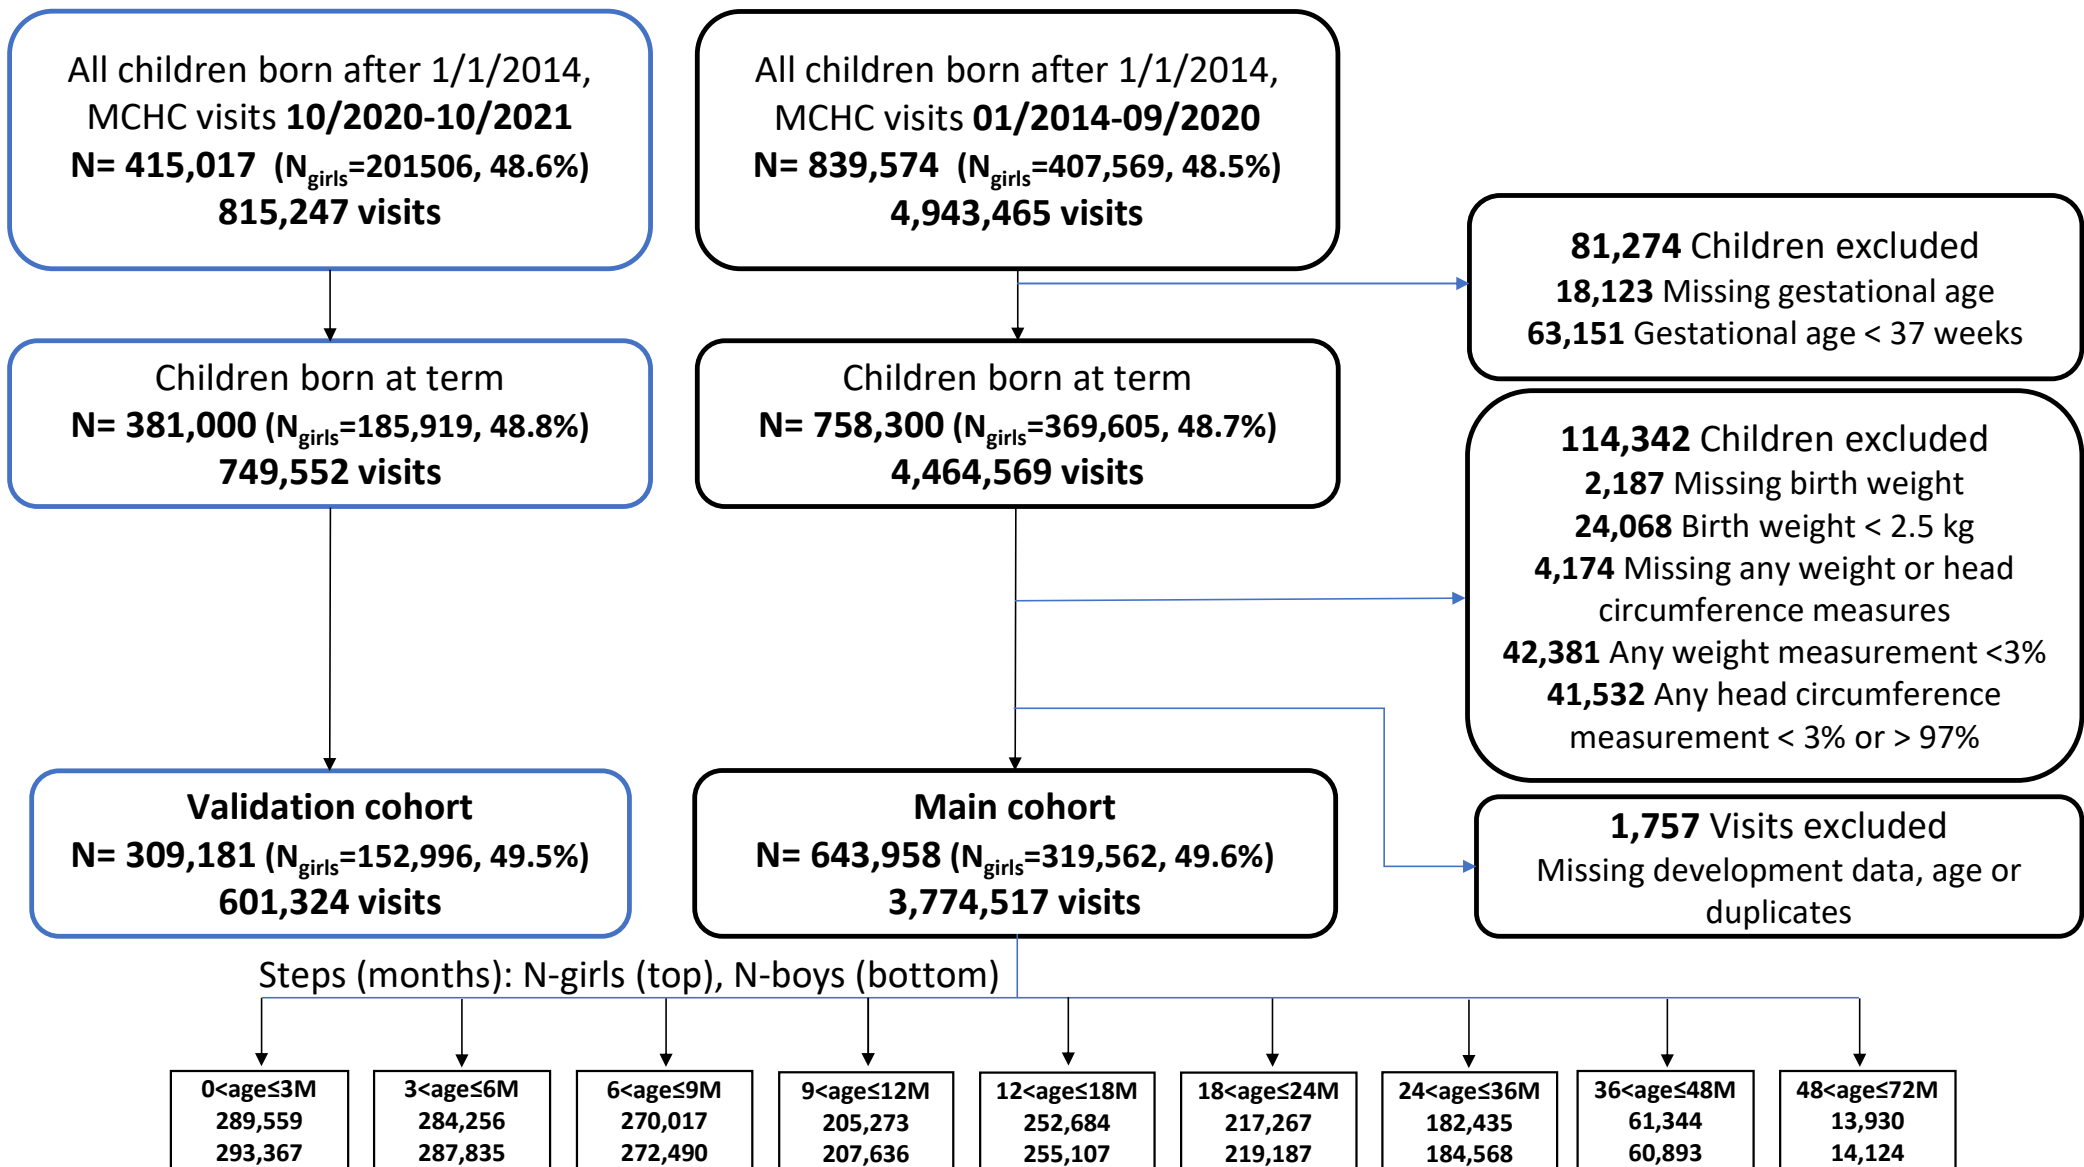 All children born after 1/1/2014,
MCHC visits 10/2020-10/2021
N= 415,017 (Ngirls=201506, 48.6%)
815,247 visits
All children born after 1/1/2014,
MCHC visits 01/2014-09/2020
N= 839,574 (Ngirls=407,569, 48.5%)
4,943,465 visits
81,274 Children excluded
18,123 Missing gestational age
63,151 Gestational age < 37 weeks
Children born at term
N= 381,000 (Ngirls=185,919, 48.8%)
749,552 visits
Children born at term
N= 758,300 (Ngirls=369,605, 48.7%)
4,464,569 visits
114,342 Children excluded
2,187 Missing birth weight
24,068 Birth weight < 2.5 kg
4,174 Missing any weight or head
circumference measures
42,381 Any weight measurement <3%
41,532 Any head circumference
measurement < 3% or > 97%
Validation cohort
N= 309,181 (Ngirls=152,996, 49.5%)
601,324 visits
Main cohort
N= 643,958 (Ngirls=319,562, 49.6%)
3,774,517 visits
1,757 Visits excluded
Missing development data, age or
duplicates
Steps (months): N-girls (top), N-boys (bottom)
0<age≤3M
289,559
293,367
3<age≤6M
284,256
287,835
6<age≤9M
270,017
272,490
9<age≤12M
205,273
207,636
12<age≤18M
252,684
255,107
18<age≤24M
217,267
219,187
24<age≤36M
182,435
184,568
36<age≤48M
61,344
60,893
48<age≤72M
13,930
14,124